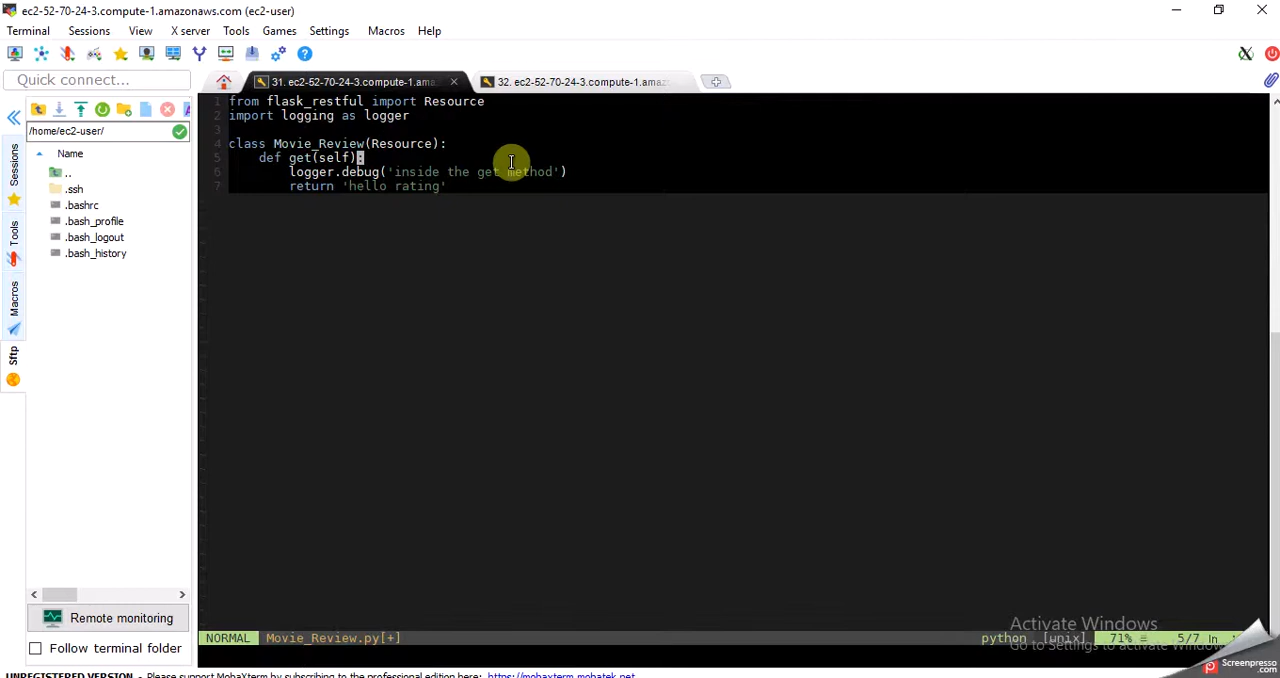 ec2-52-70-24-3.compute-1.amazonaws.com (ec2-user)
Terminal Sessions View X server Tools Games Settings Macros Help
Quick connect...
31. ec2-52-70-24-3.compute-1.ama
32. ec2-52-70-24-3.compute-1.amaz
/home/ec2-user/
Name
..
.ssh
.bashrc
.bash_profile
.bash_logout
.bash_history
Sessions
Tools
Macros
Sftp
1 from flask_restful import Resource
2 import logging as logger
3
4 class Movie_Review(Resource):
5 def get(self):
6 logger.debug('inside the get method')
7 return 'hello rating'
Remote monitoring
Follow terminal folder
NORMAL Movie_Review.py[+] python [unix] 71% 5/7 ln
Activate Windows
Go to Settings to activate Windows
Screenpresso
.com
UNREGISTERED VERSION - Please support MobaXterm by subscribing to the professional edition here: https://mobaxterm.mobatek.net